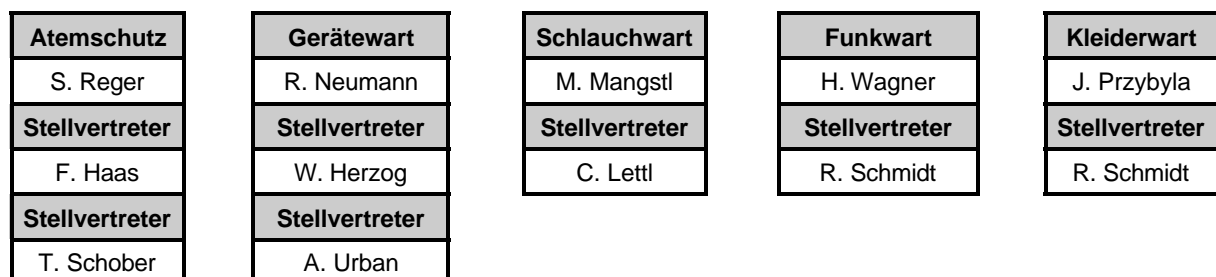 Atemschutz
S. Reger
Stellvertreter
F. Haas
Stellvertreter
T. Schober
Gerätewart
R. Neumann
Stellvertreter
W. Herzog
Stellvertreter
A. Urban
Schlauchwart
M. Mangstl
Stellvertreter
C. Lettl
Funkwart
H. Wagner
Stellvertreter
R. Schmidt
Kleiderwart
J. Przybyla
Stellvertreter
R. Schmidt